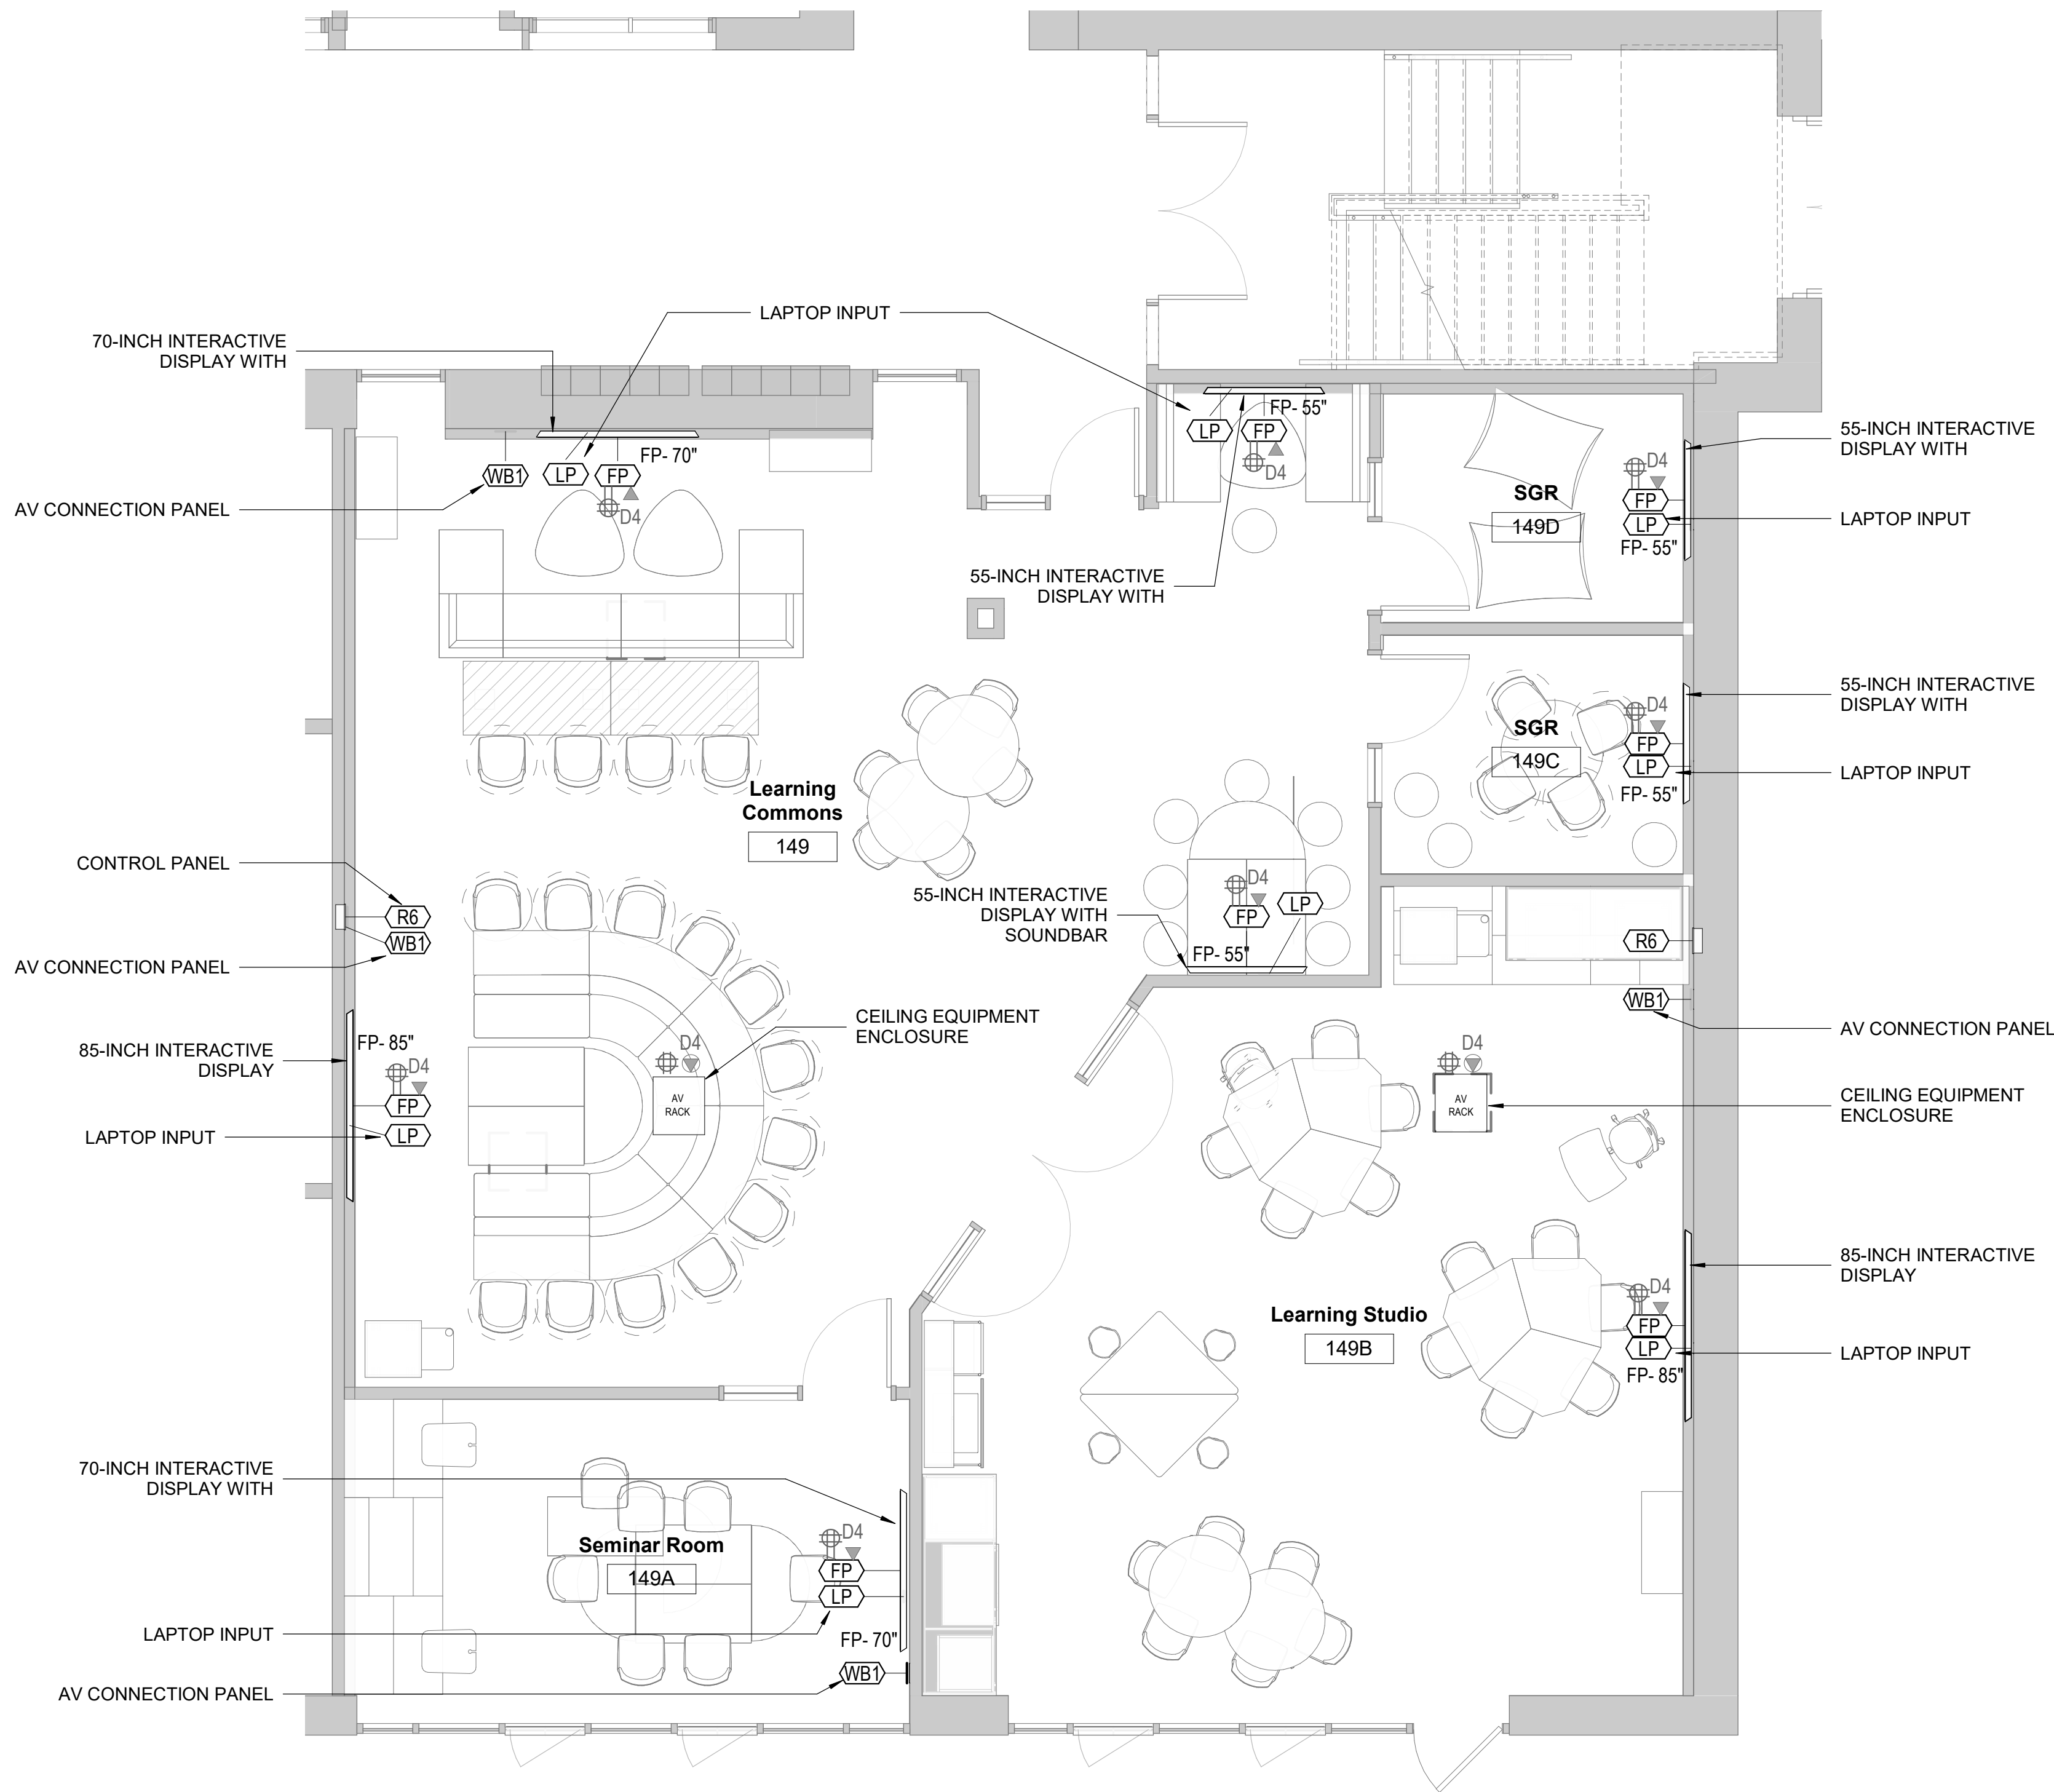 LAPTOP INPUT
70-INCH INTERACTIVE
DISPLAY WITH
FP- 55"
LP
FP
D4
55-INCH INTERACTIVE
DISPLAY WITH
D4
FP- 70"
WB1
LP
FP
D4
AV CONNECTION PANEL
SGR
149D
FP
LP
FP- 55"
LAPTOP INPUT
55-INCH INTERACTIVE
DISPLAY WITH
55-INCH INTERACTIVE
DISPLAY WITH
D4
SGR
149C
FP
LP
FP- 55"
LAPTOP INPUT
Learning
Commons
149
CONTROL PANEL
R6
WB1
AV CONNECTION PANEL
55-INCH INTERACTIVE
DISPLAY WITH
SOUNDBAR
D4
LP
FP
FP- 55"
R6
WB1
AV CONNECTION PANEL
CEILING EQUIPMENT
ENCLOSURE
FP- 85"
85-INCH INTERACTIVE
DISPLAY
D4
FP
LP
LAPTOP INPUT
D4
AV
RACK
D4
AV
RACK
CEILING EQUIPMENT
ENCLOSURE
85-INCH INTERACTIVE
DISPLAY
D4
Learning Studio
149B
FP
LP
FP- 85"
LAPTOP INPUT
70-INCH INTERACTIVE
DISPLAY WITH
D4
Seminar Room
149A
FP
LP
LAPTOP INPUT
FP- 70"
WB1
AV CONNECTION PANEL